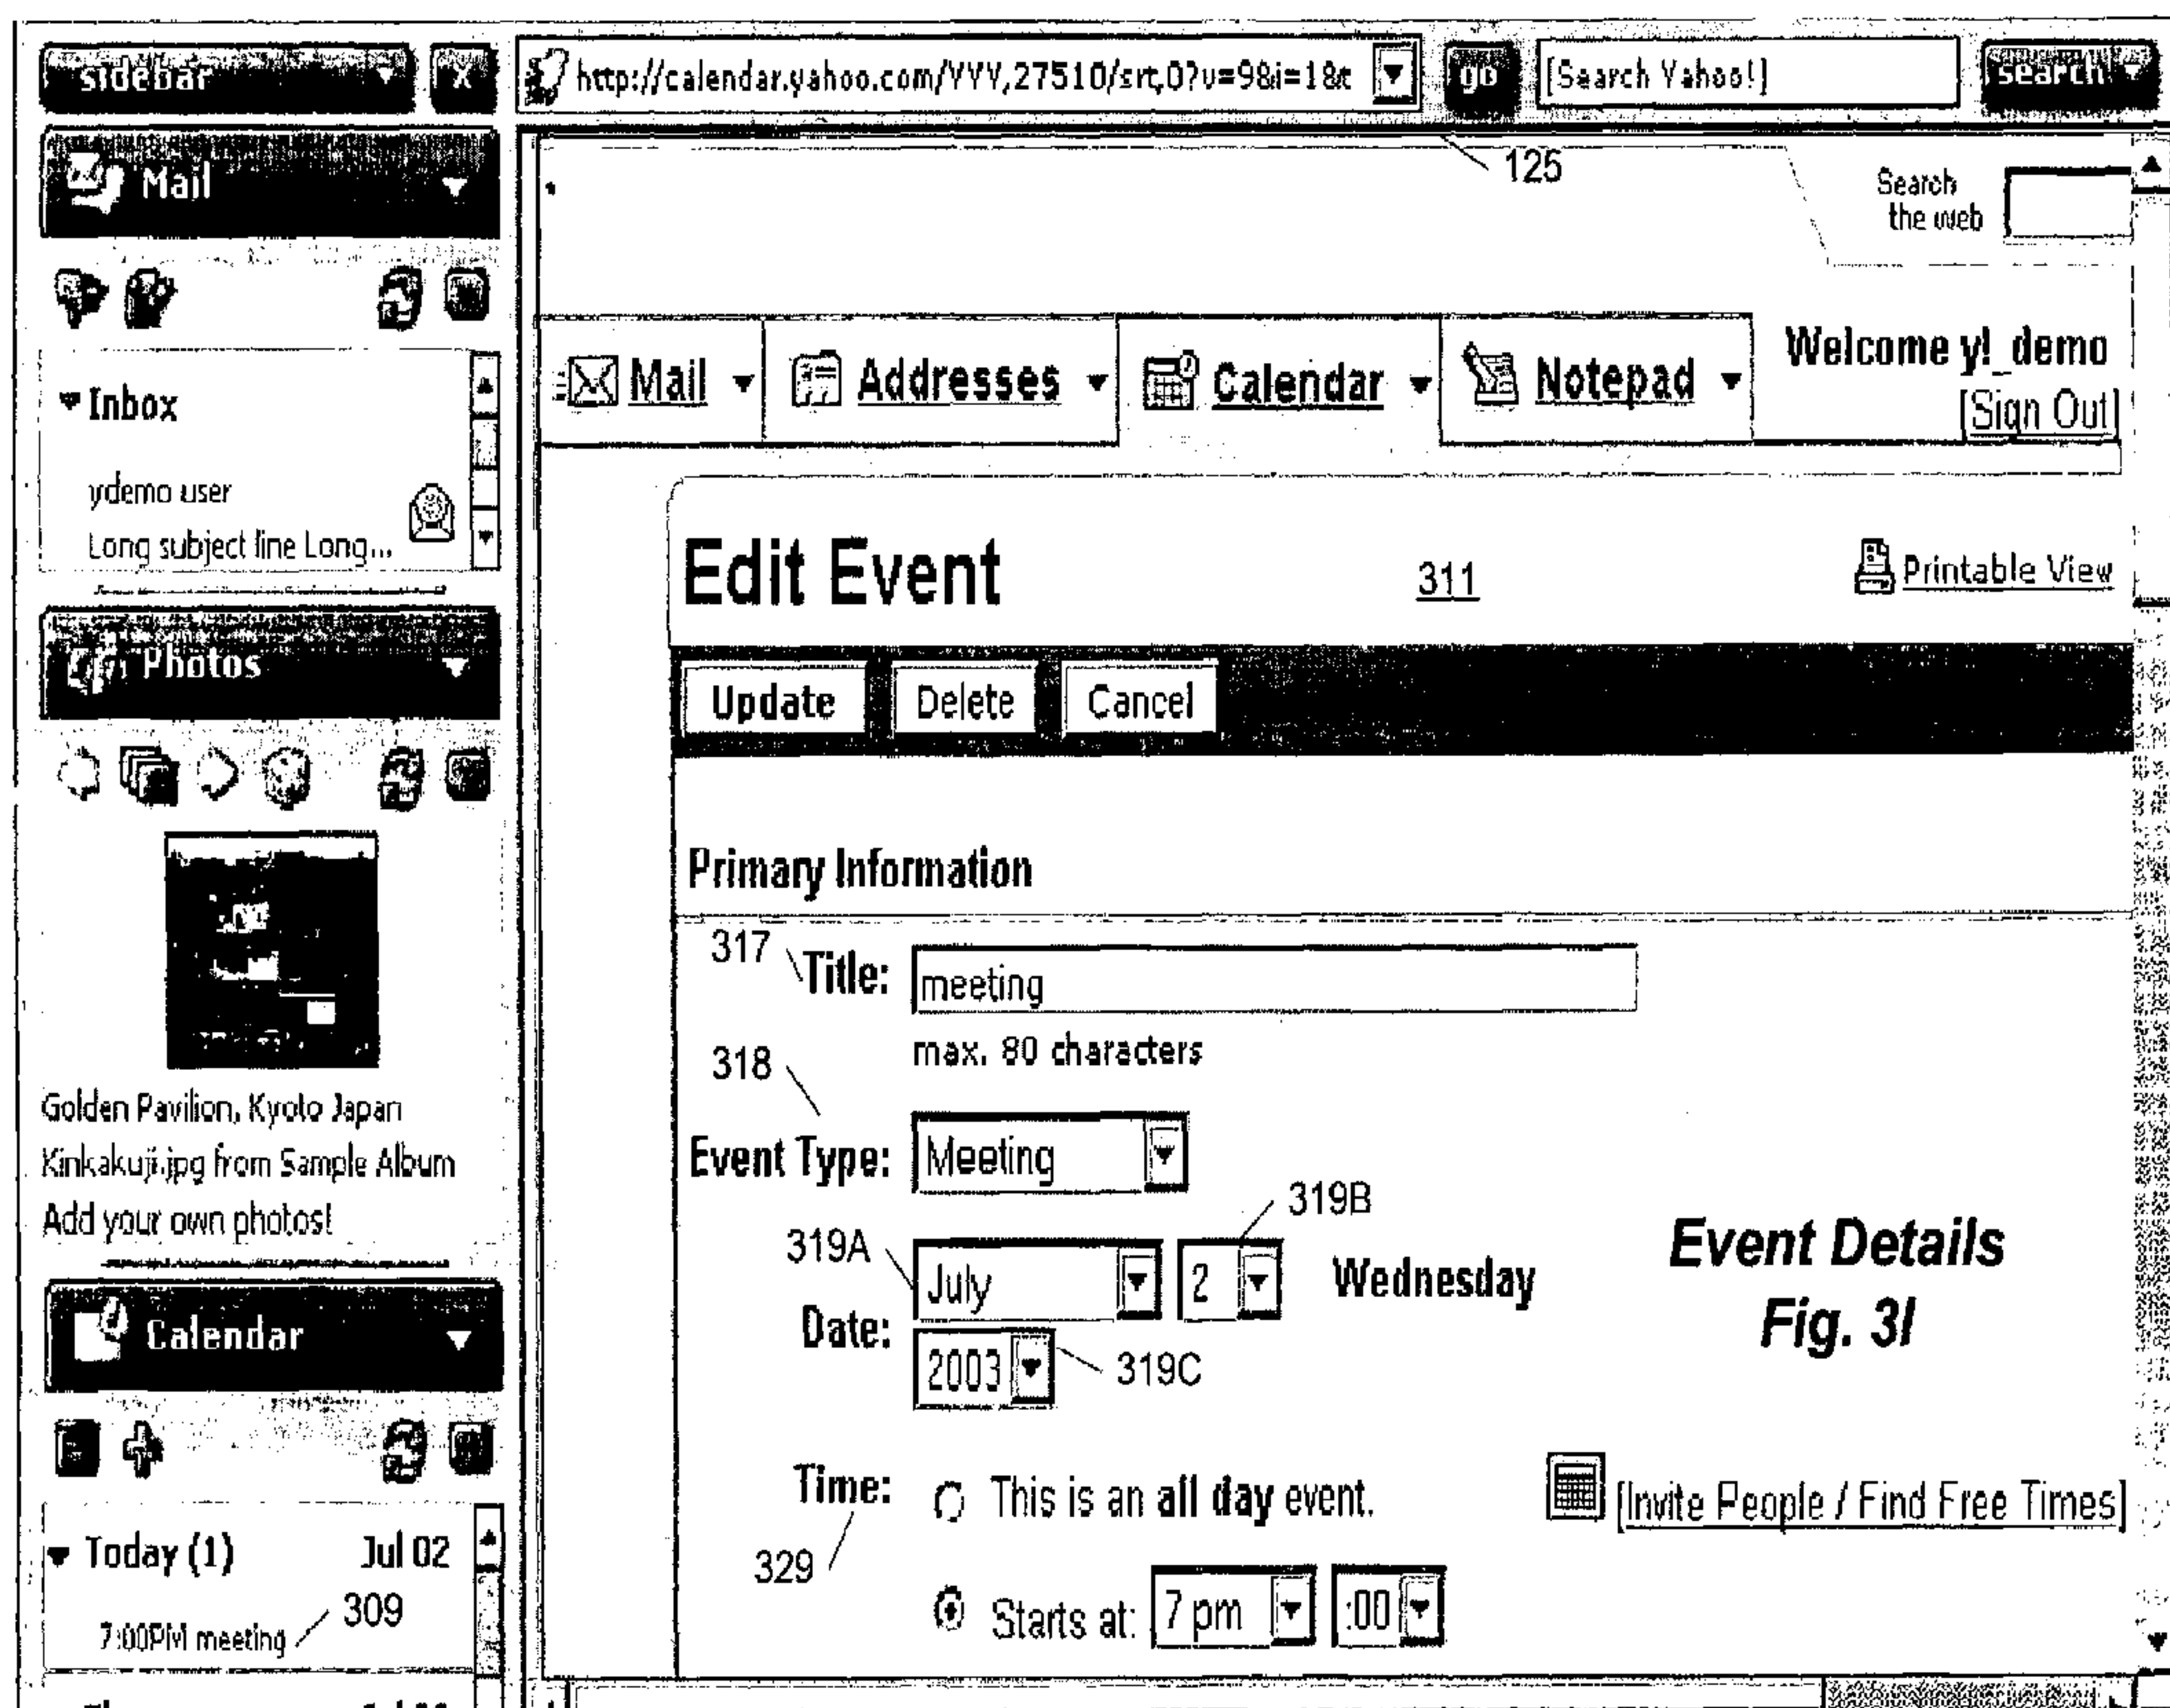 sidebar
x
http://calendar.yahoo.com/YYY,27510/srt,0?v=9&i=1&t
go
[Search Yahoo!]
search
125
Search
the web
Mail
Mail
Addresses
Calendar
Notepad
Welcome y!_demo
[Sign Out]
Inbox
ydemo user
Long subject line Long...
Edit Event
311
Printable View
Photos
Update
Delete
Cancel
Primary Information
317
Title:
meeting
max. 80 characters
318
Golden Pavilion, Kyoto Japan
Kinkakuji.jpg from Sample Album
Add your own photos!
Event Type:
Meeting
319B
319A
July
2
Wednesday
Date:
2003
319C
Event Details
Fig. 3I
Calendar
Time:
This is an all day event.
[Invite People / Find Free Times]
329
Starts at:
7 pm
:00
Today (1)
Jul 02
309
7:00PM meeting